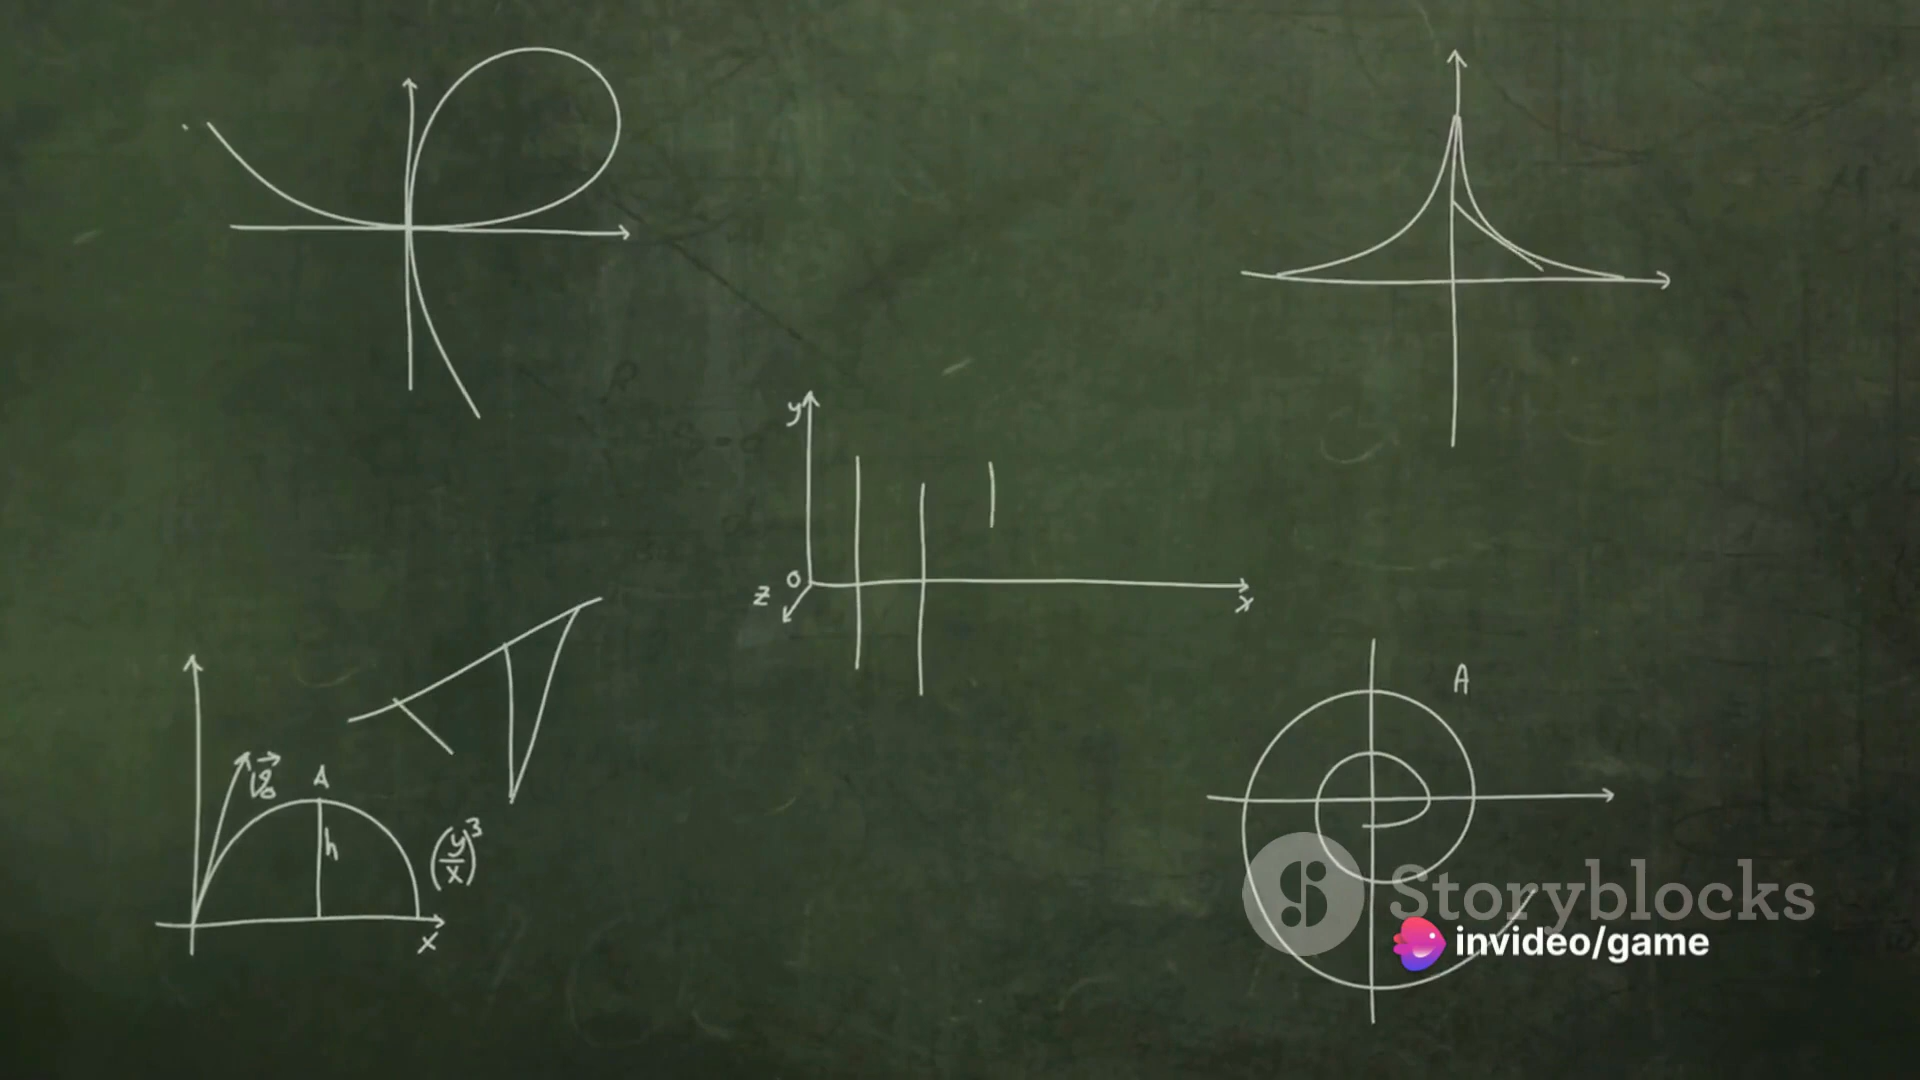 y
0
z
x
A
v₀
A
h
(y/x)³
x
Storyblocks
invideo/game